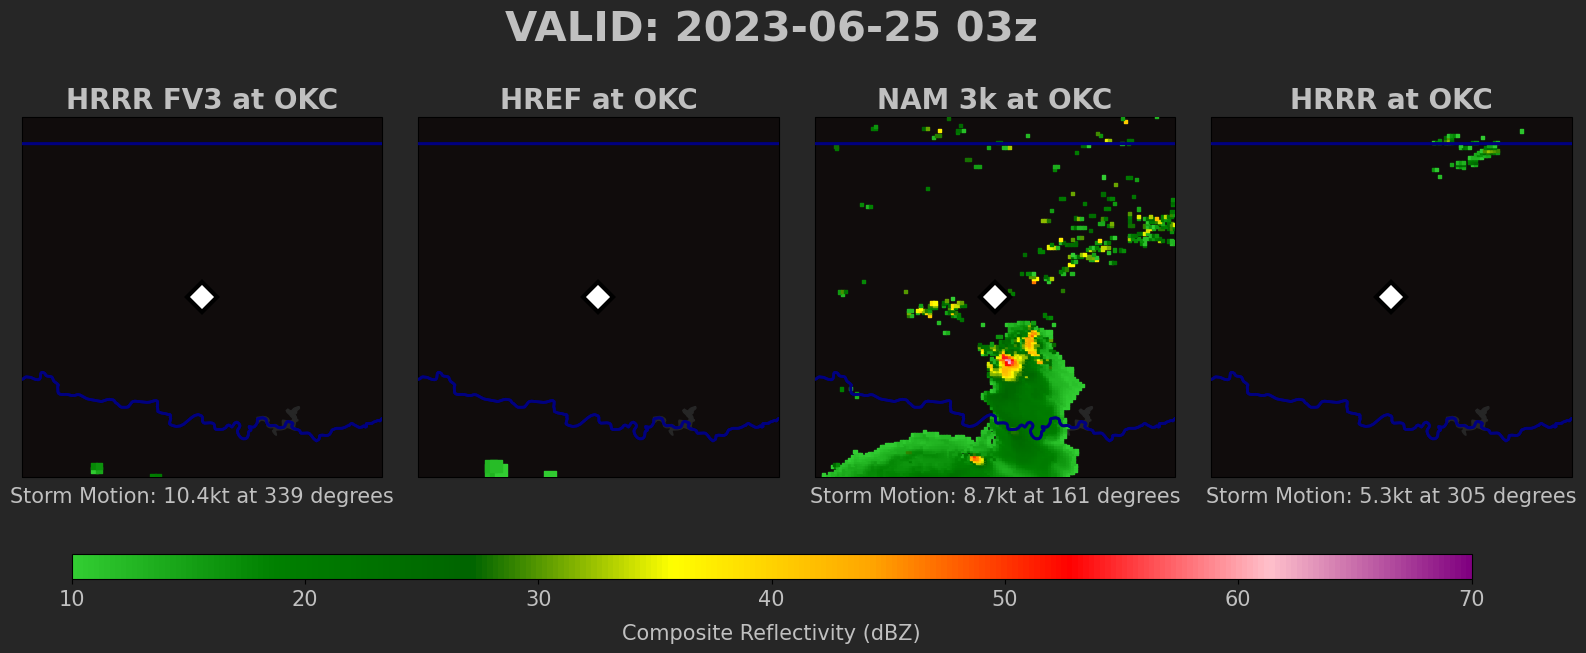 VALID: 2023-06-25 03z
HRRR FV3 at OKC
HREF at OKC
NAM 3k at OKC
HRRR at OKC
Storm Motion: 10.4kt at 339 degrees
Storm Motion: 8.7kt at 161 degrees
Storm Motion: 5.3kt at 305 degrees
10 20 30 40 50 60 70
Composite Reflectivity (dBZ)